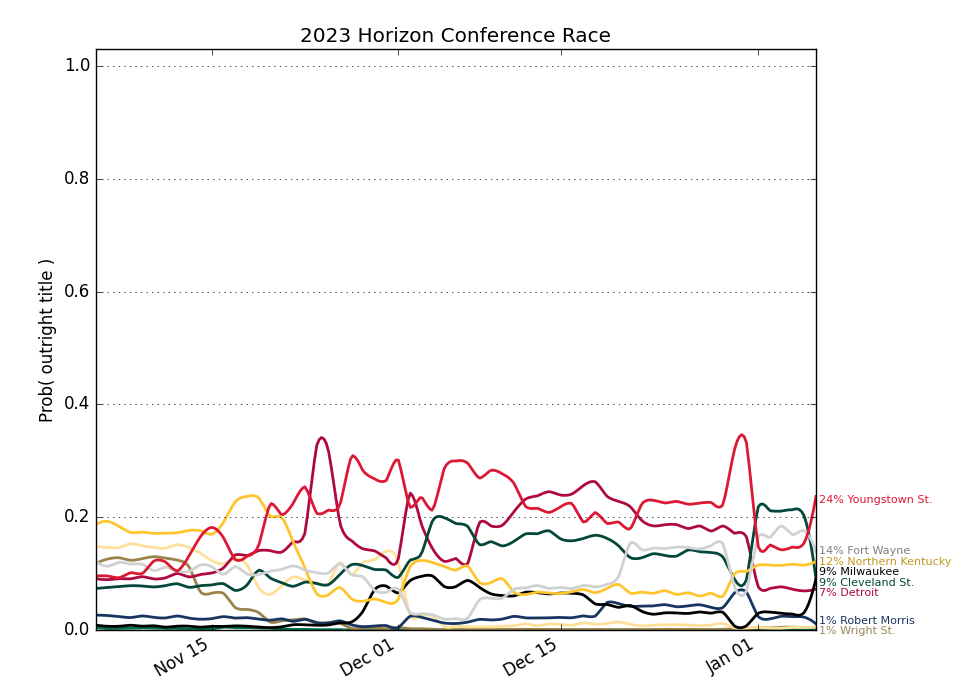 2023 Horizon Conference Race
Prob( outright title )
1.0
0.8
0.6
0.4
0.2
0.0
Nov 15
Dec 01
Dec 15
Jan 01
24% Youngstown St.
14% Fort Wayne
12% Northern Kentucky
9% Milwaukee
9% Cleveland St.
7% Detroit
1% Robert Morris
1% Wright St.